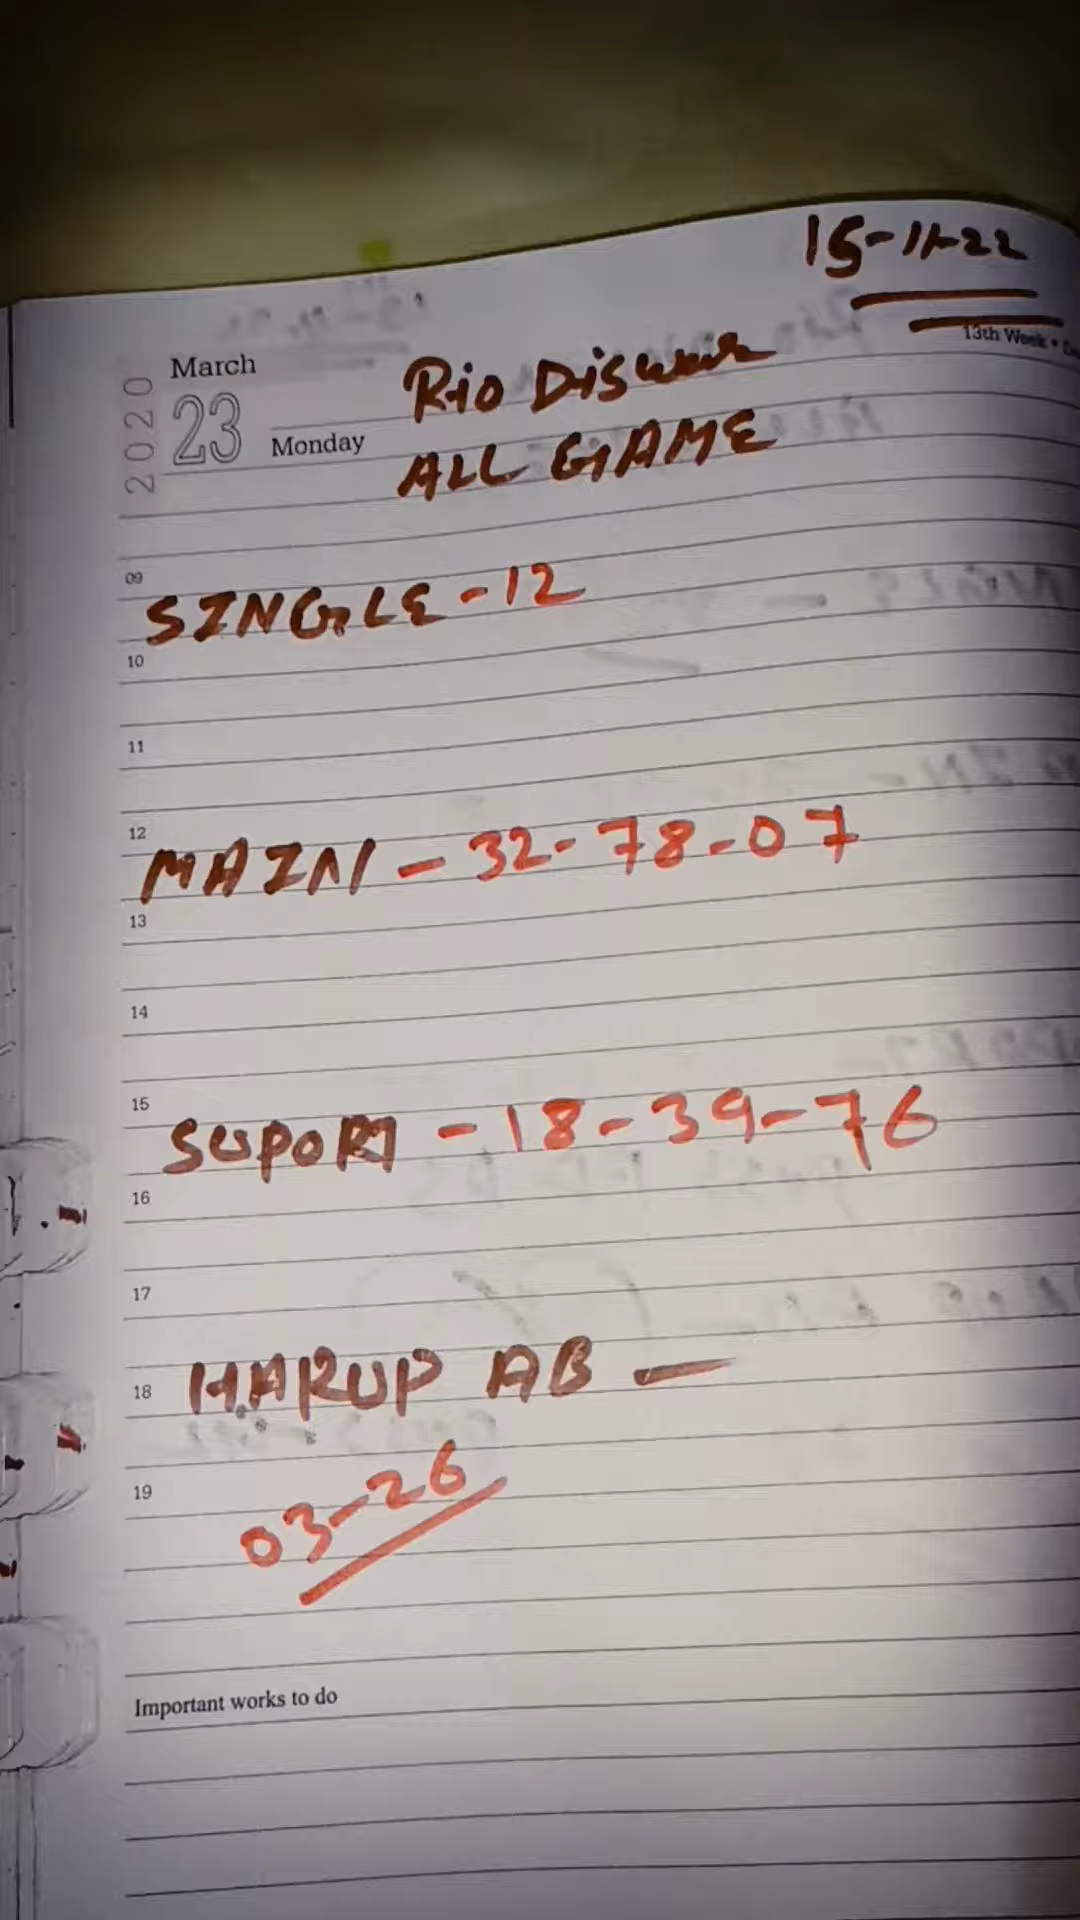 15-11-22
13th Week
2020
March
23 Monday
Rio
ALL GAME
09
SINGLE - 12
10
11
12
MAIN - 32-78-07
13
14
15
SUPORT - 18-39-76
16
17
18
HARUP AB -
19
03-26
Important works to do